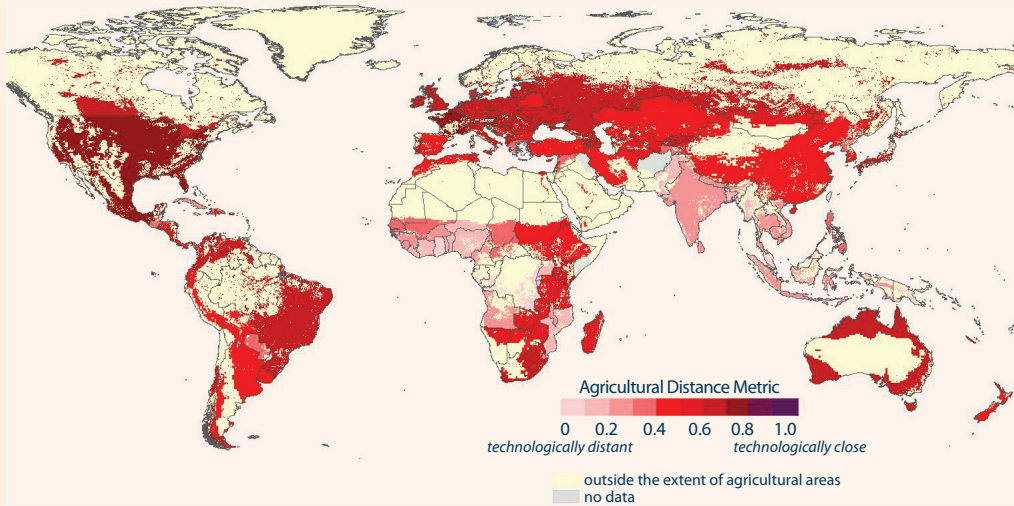 Agricultural Distance Metric
0 0.2 0.4 0.6 0.8 1.0
technologically distant technologically close
outside the extent of agricultural areas
no data